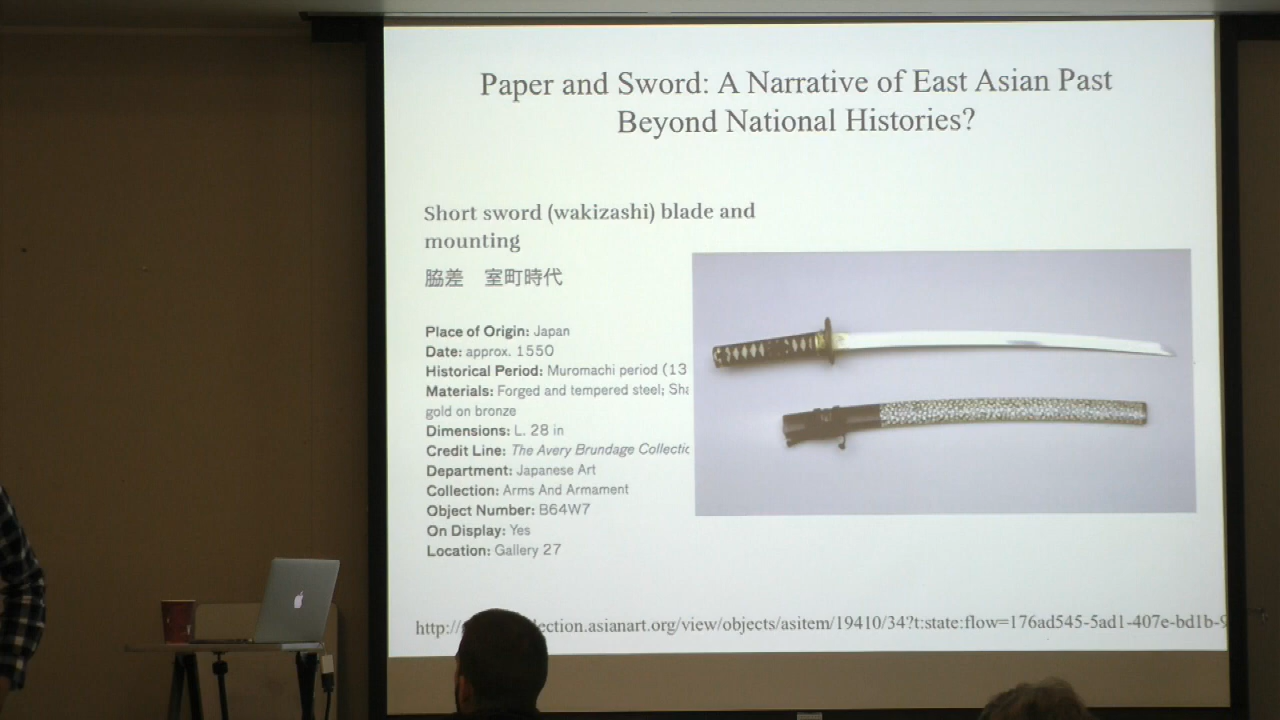 Paper and Sword: A Narrative of East Asian Past
Beyond National Histories?
Short sword (wakizashi) blade and
mounting
脇差 室町時代
Place of Origin: Japan
Date: approx. 1550
Historical Period: Muromachi period (13
Materials: Forged and tempered steel; Sha
gold on bronze
Dimensions: L. 28 in
Credit Line: The Avery Brundage Collectic
Department: Japanese Art
Collection: Arms And Armament
Object Number: B64W7
On Display: Yes
Location: Gallery 27
http:/ ection.asianart.org/view/objects/asitem/19410/34?t:state:flow=176ad545-5ad1-407e-bd1b-9